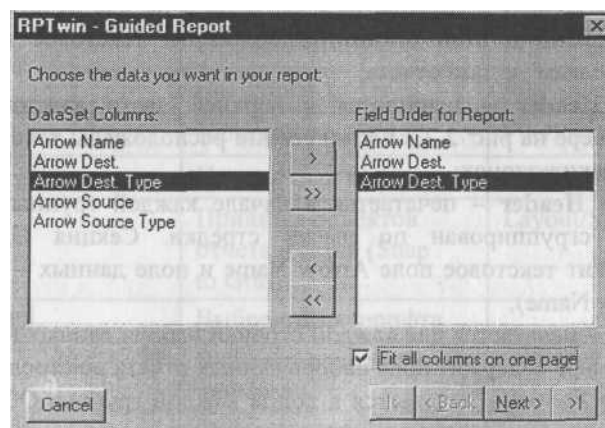 RPTwin - Guided Report
Choose the data you want in your report:
DataSet Columns:
Arrow Name
Arrow Dest.
Arrow Dest. Type
Arrow Source
Arrow Source Type
>
>>
<
<<
Field Order for Report:
Arrow Name
Arrow Dest.
Arrow Dest. Type
Fit all columns on one page
Cancel
|< < Back Next > >|